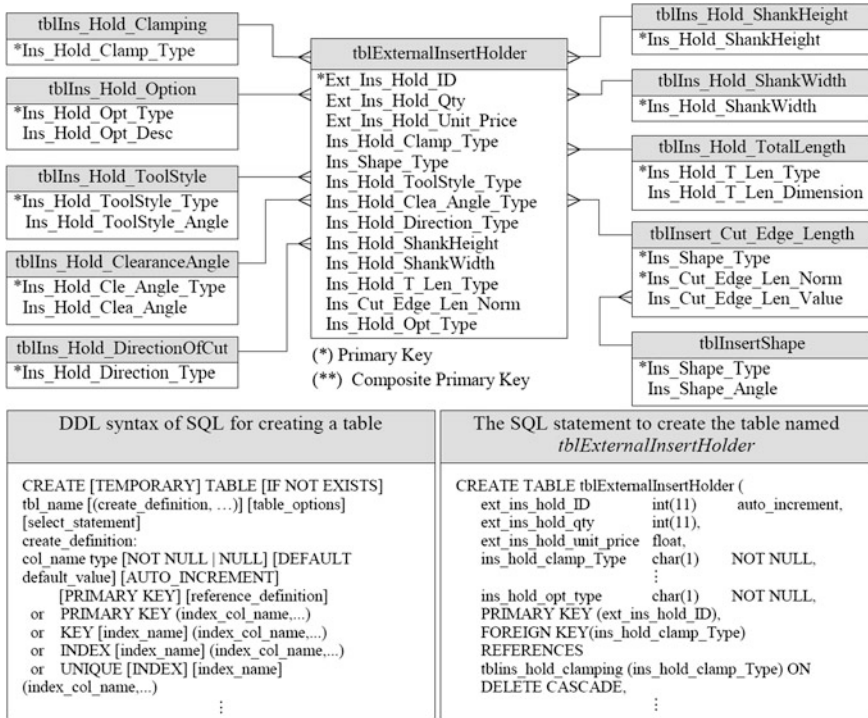 tblIns_Hold_Clamping
*Ins_Hold_Clamp_Type
tblIns_Hold_Option
*Ins_Hold_Opt_Type
Ins_Hold_Opt_Desc
tblIns_Hold_ToolStyle
*Ins_Hold_ToolStyle_Type
Ins_Hold_ToolStyle_Angle
tblIns_Hold_ClearanceAngle
*Ins_Hold_Cle_Angle_Type
Ins_Hold_Clea_Angle
tblIns_Hold_DirectionOfCut
*Ins_Hold_Direction_Type
tblExternalInsertHolder
*Ext_Ins_Hold_ID
Ext_Ins_Hold_Qty
Ext_Ins_Hold_Unit_Price
Ins_Hold_Clamp_Type
Ins_Shape_Type
Ins_Hold_ToolStyle_Type
Ins_Hold_Clea_Angle_Type
Ins_Hold_Direction_Type
Ins_Hold_ShankHeight
Ins_Hold_ShankWidth
Ins_Hold_T_Len_Type
Ins_Cut_Edge_Len_Norm
Ins_Hold_Opt_Type
(*) Primary Key
(**) Composite Primary Key
tblIns_Hold_ShankHeight
*Ins_Hold_ShankHeight
tblIns_Hold_ShankWidth
*Ins_Hold_ShankWidth
tblIns_Hold_TotalLength
*Ins_Hold_T_Len_Type
Ins_Hold_T_Len_Dimension
tblInsert_Cut_Edge_Length
*Ins_Shape_Type
*Ins_Cut_Edge_Len_Norm
Ins_Cut_Edge_Len_Value
tblInsertShape
*Ins_Shape_Type
Ins_Shape_Angle
DDL syntax of SQL for creating a table
CREATE [TEMPORARY] TABLE [IF NOT EXISTS]
tbl_name [(create_definition, …)] [table_options]
[select_statement]
create_definition:
col_name type [NOT NULL | NULL] [DEFAULT
default_value] [AUTO_INCREMENT]
[PRIMARY KEY] [reference_definition]
or PRIMARY KEY (index_col_name,...)
or KEY [index_name] (index_col_name,...)
or INDEX [index_name] (index_col_name,...)
or UNIQUE [INDEX] [index_name]
(index_col_name,...)
⋮
The SQL statement to create the table named
tblExternalInsertHolder
CREATE TABLE tblExternalInsertHolder (
ext_ins_hold_ID int(11) auto_increment,
ext_ins_hold_qty int(11),
ext_ins_hold_unit_price float,
ins_hold_clamp_Type char(1) NOT NULL,
⋮
ins_hold_opt_type char(1) NOT NULL,
PRIMARY KEY (ext_ins_hold_ID),
FOREIGN KEY(ins_hold_clamp_Type)
REFERENCES
tblins_hold_clamping (ins_hold_clamp_Type) ON
DELETE CASCADE,
⋮